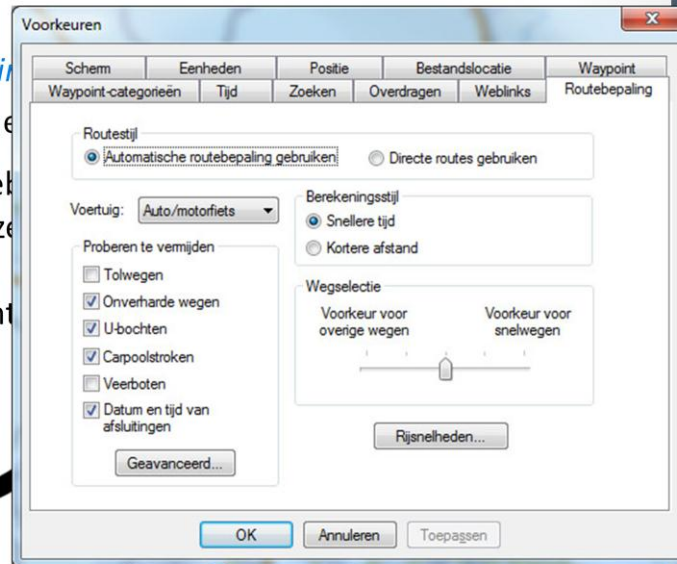 Voorkeuren
Scherm Eenheden Positie Bestandslocatie Waypoint
Waypoint-categorieën Tijd Zoeken Overdragen Weblinks Routebepaling
Routestijl
Automatische routebepaling gebruiken Directe routes gebruiken
Voertuig: Auto/motorfiets
Berekeningsstijl
Snellere tijd
Kortere afstand
Proberen te vermijden
Tolwegen
Onverharde wegen
U-bochten
Carpoolstroken
Veerboten
Datum en tijd van
afsluitingen
Geavanceerd...
Wegselectie
Voorkeur voor Voorkeur voor
overige wegen snelwegen
Rijsnelheden...
OK Annuleren Toepassen